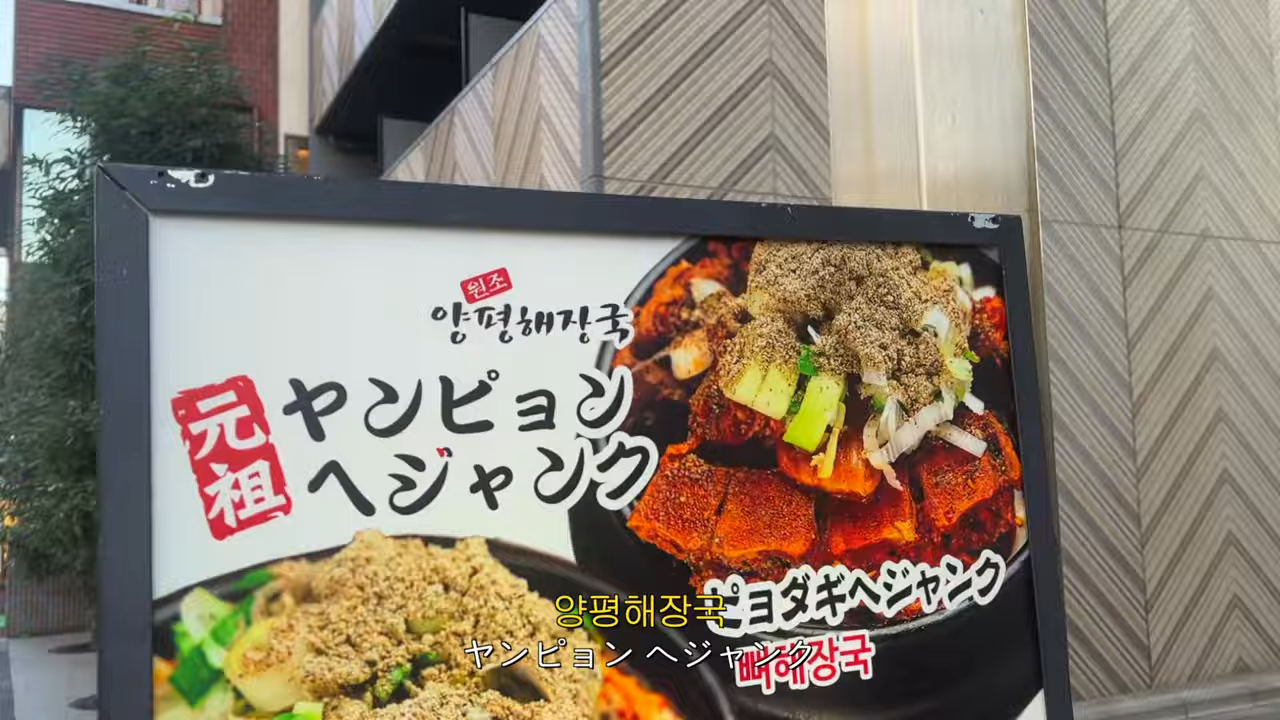 원조
양평해장국
元祖
ヤンピョン
ヘジャンク
ピョダギヘジャンク
뼈해장국
양평해장국
ヤンピョン ヘジャンク